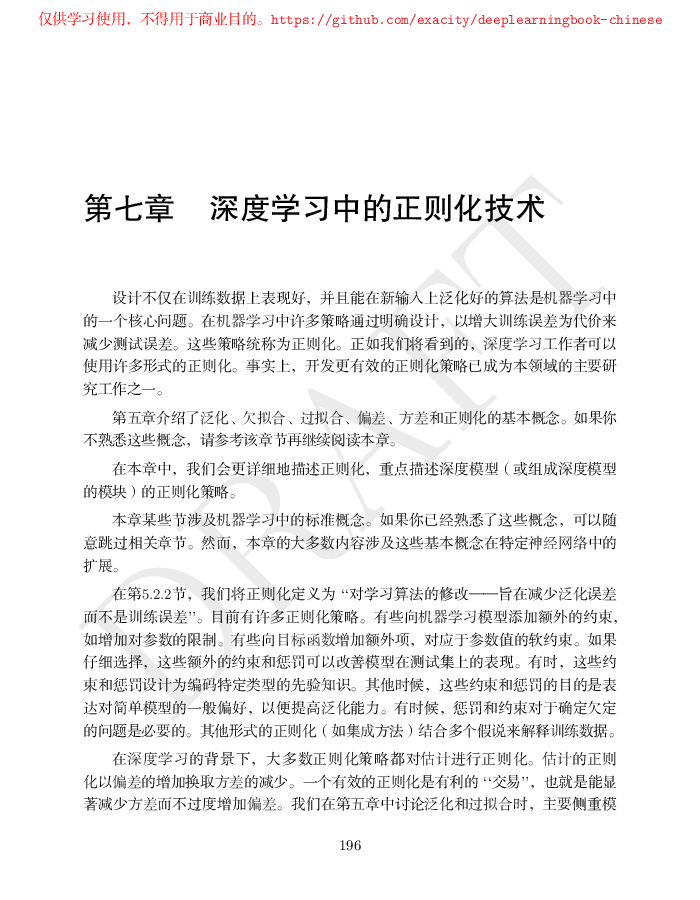 仅供学习使用，不得用于商业目的。https://github.com/exacity/deeplearningbook-chinese
第七章 深度学习中的正则化技术
设计不仅在训练数据上表现好，并且能在新输入上泛化好的算法是机器学习中
的一个核心问题。在机器学习中许多策略通过明确设计，以增大训练误差为代价来
减少测试误差。这些策略统称为正则化。正如我们将看到的，深度学习工作者可以
使用许多形式的正则化。事实上，开发更有效的正则化策略已成为本领域的主要研
究工作之一。
第五章介绍了泛化、欠拟合、过拟合、偏差、方差和正则化的基本概念。如果你
不熟悉这些概念，请参考该章节再继续阅读本章。
在本章中，我们会更详细地描述正则化，重点描述深度模型（或组成深度模型
的模块）的正则化策略。
本章某些节涉及机器学习中的标准概念。如果你已经熟悉了这些概念，可以随
意跳过相关章节。然而，本章的大多数内容涉及这些基本概念在特定神经网络中的
扩展。
在第5.2.2节，我们将正则化定义为 “对学习算法的修改——旨在减少泛化误差
而不是训练误差”。目前有许多正则化策略。有些向机器学习模型添加额外的约束，
如增加对参数的限制。有些向目标函数增加额外项，对应于参数值的软约束。如果
仔细选择，这些额外的约束和惩罚可以改善模型在测试集上的表现。有时，这些约
束和惩罚设计为编码特定类型的先验知识。其他时候，这些约束和惩罚的目的是表
达对简单模型的一般偏好，以便提高泛化能力。有时候，惩罚和约束对于确定欠定
的问题是必要的。其他形式的正则化（如集成方法）结合多个假说来解释训练数据。
在深度学习的背景下，大多数正则化策略都对估计进行正则化。估计的正则
化以偏差的增加换取方差的减少。一个有效的正则化是有利的 “交易”，也就是能显
著减少方差而不过度增加偏差。我们在第五章中讨论泛化和过拟合时，主要侧重模
196
DRAFT